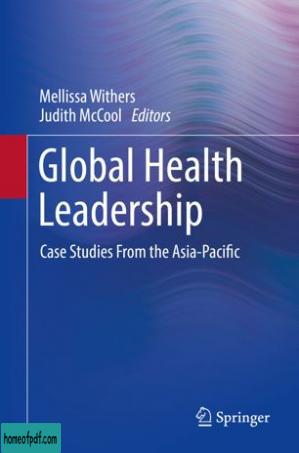 Mellissa Withers
Judith McCool Editors
Global Health
Leadership
Case Studies From the Asia-Pacific
Springer
homeofpdf.com